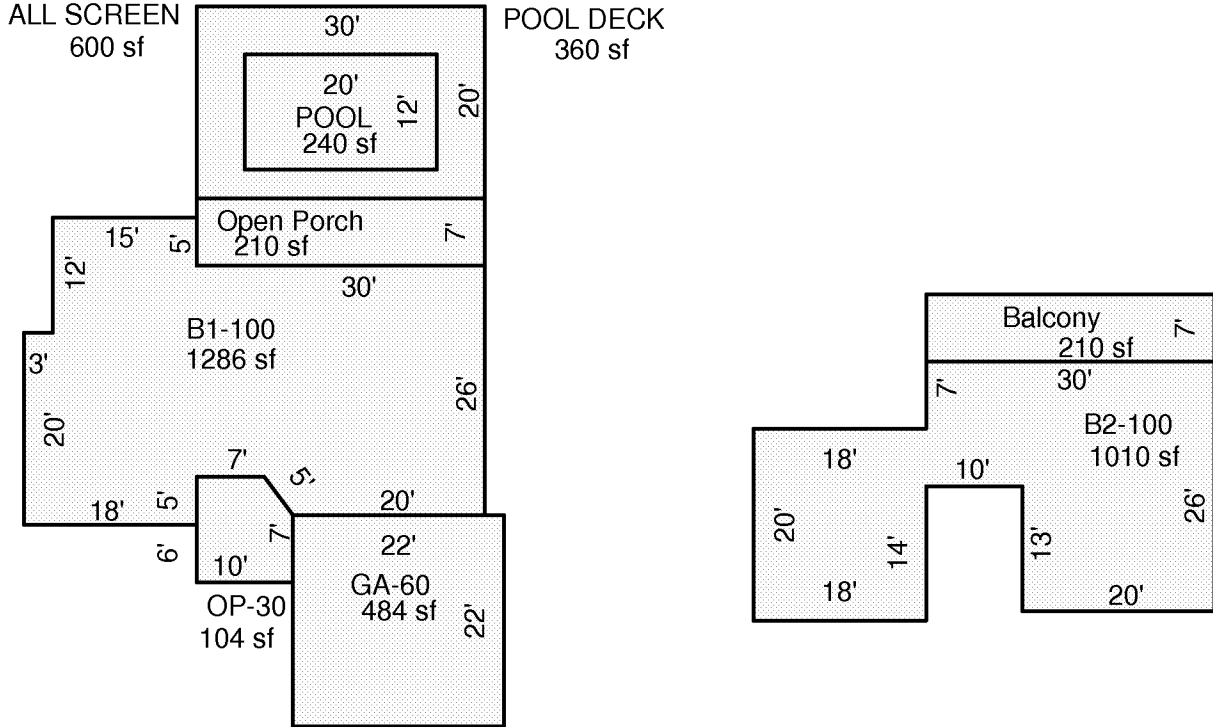 ALL SCREEN
600 sf
30'
POOL DECK
360 sf
20'
POOL
240 sf
12'
20'
Open Porch
210 sf
7'
15'
5'
12'
30'
B1-100
1286 sf
3'
26'
20'
7'
5'
18'
5'
20'
6'
10'
7'
22'
GA-60
484 sf
22'
OP-30
104 sf
Balcony
210 sf
7'
7'
30'
B2-100
1010 sf
18'
10'
20'
14'
13'
26'
18'
20'